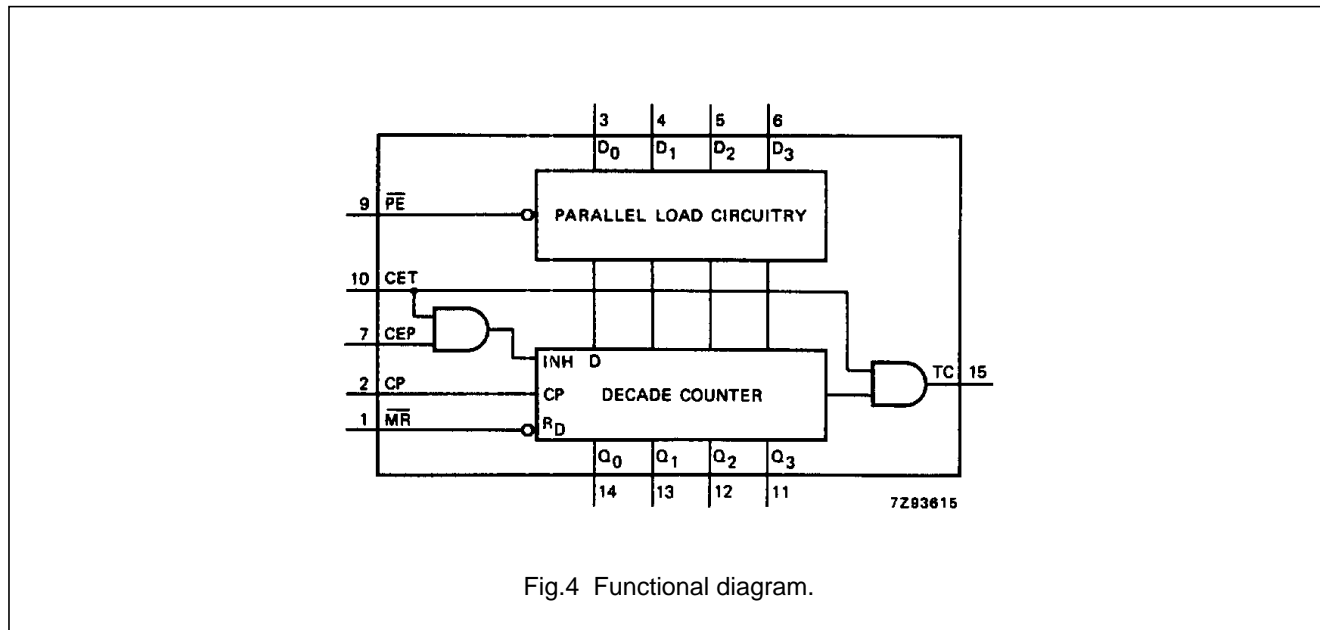 3 4 5 6
D0 D1 D2 D3
9 PE
PARALLEL LOAD CIRCUITRY
10 CET
7 CEP
INH D
TC 15
2 CP
CP DECADE COUNTER
1 MR
RD
Q0 Q1 Q2 Q3
14 13 12 11
7Z93615
Fig.4 Functional diagram.